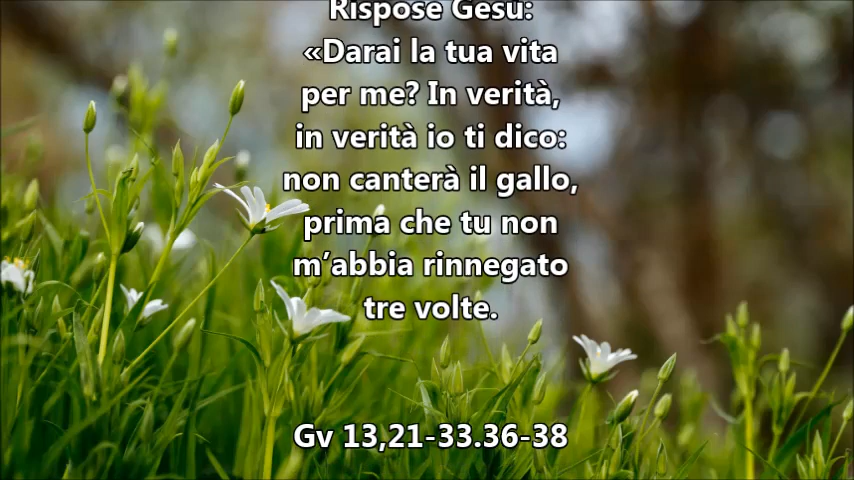 Rispose Gesù:
«Darai la tua vita
per me? In verità,
in verità io ti dico:
non canterà il gallo,
prima che tu non
m’abbia rinnegato
tre volte.
Gv 13,21-33.36-38